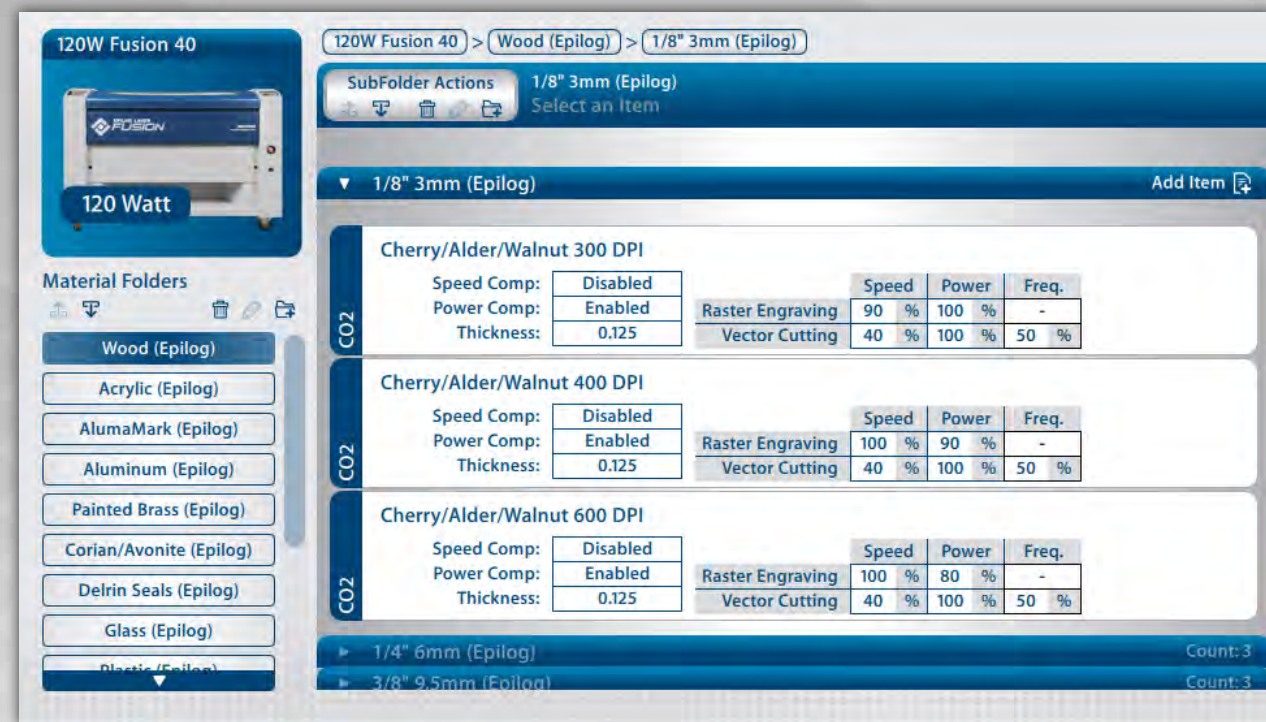 120W Fusion 40
FUSION
120 Watt
Material Folders
Wood (Epilog)
Acrylic (Epilog)
AlumaMark (Epilog)
Aluminum (Epilog)
Painted Brass (Epilog)
Corian/Avonite (Epilog)
Delrin Seals (Epilog)
Glass (Epilog)
Plastic (Epilog)
120W Fusion 40 > Wood (Epilog) > 1/8" 3mm (Epilog)
SubFolder Actions
1/8" 3mm (Epilog)
Select an Item
▼ 1/8" 3mm (Epilog) Add Item
CO2
Cherry/Alder/Walnut 300 DPI
Speed Comp: Disabled
Power Comp: Enabled
Thickness: 0.125
Speed Power Freq.
Raster Engraving 90 % 100 % -
Vector Cutting 40 % 100 % 50 %
CO2
Cherry/Alder/Walnut 400 DPI
Speed Comp: Disabled
Power Comp: Enabled
Thickness: 0.125
Speed Power Freq.
Raster Engraving 100 % 90 % -
Vector Cutting 40 % 100 % 50 %
CO2
Cherry/Alder/Walnut 600 DPI
Speed Comp: Disabled
Power Comp: Enabled
Thickness: 0.125
Speed Power Freq.
Raster Engraving 100 % 80 % -
Vector Cutting 40 % 100 % 50 %
► 1/4" 6mm (Epilog) Count: 3
► 3/8" 9.5mm (Epilog) Count: 3